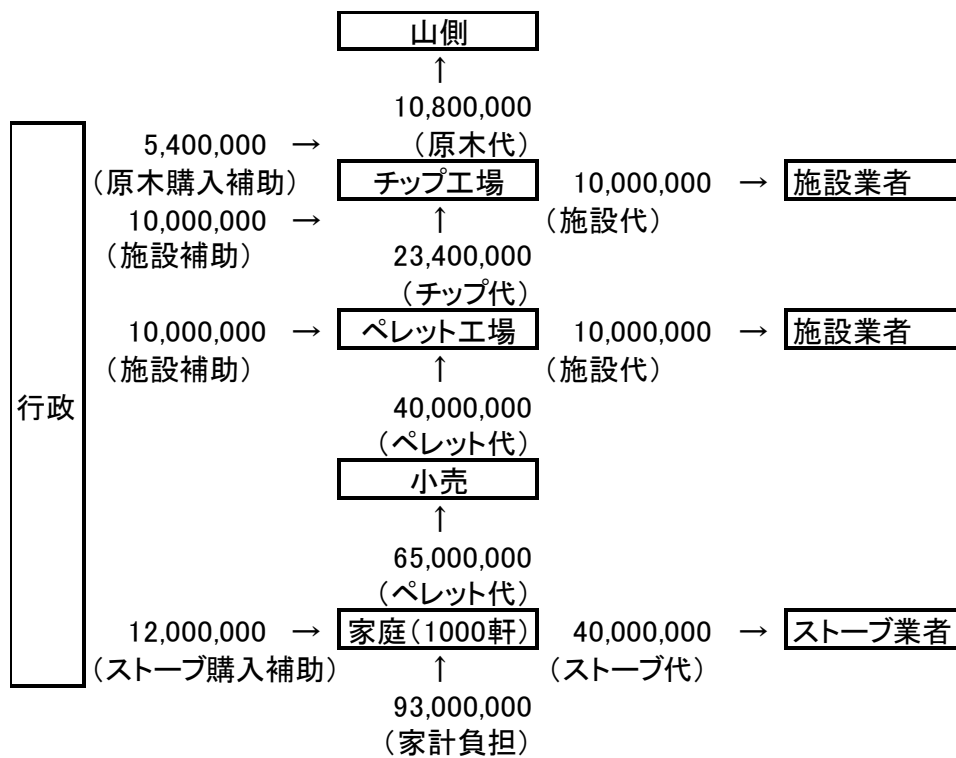 山側
↑
10,800,000
5,400,000 → （原木代）
（原木購入補助） チップ工場 10,000,000 → 施設業者
10,000,000 → ↑ （施設代）
（施設補助） 23,400,000
（チップ代）
10,000,000 → ペレット工場 10,000,000 → 施設業者
（施設補助） ↑ （施設代）
行政 40,000,000
（ペレット代）
小売
↑
65,000,000
（ペレット代）
12,000,000 → 家庭（1000軒） 40,000,000 → ストーブ業者
（ストーブ購入補助） ↑ （ストーブ代）
93,000,000
（家計負担）